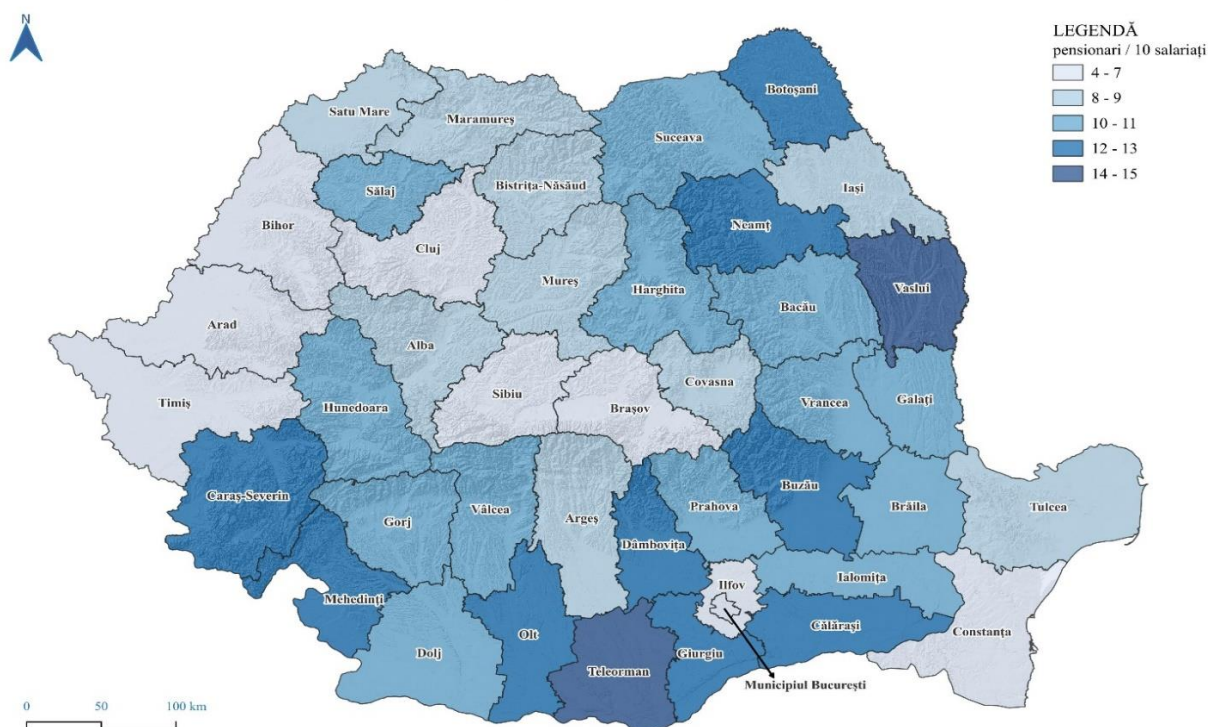 N
LEGENDĂ
pensionari / 10 salariați
4 - 7
8 - 9
10 - 11
12 - 13
14 - 15
Botoșani
Satu Mare
Maramureș
Suceava
Iași
Sălaj
Bistrița-Năsăud
Bihor
Neamț
Cluj
Mureș
Harghita
Vaslui
Bacău
Arad
Alba
Covasna
Sibiu
Brașov
Timiș
Hunedoara
Vrancea
Galați
Caraș-Severin
Buzău
Gorj
Vâlcea
Argeș
Prahova
Brăila
Tulcea
Dâmbovița
Ilfov
Ialomița
Mehedinți
Olt
Călărași
Constanța
Dolj
Giurgiu
Teleorman
Municipiul București
0 50 100 km